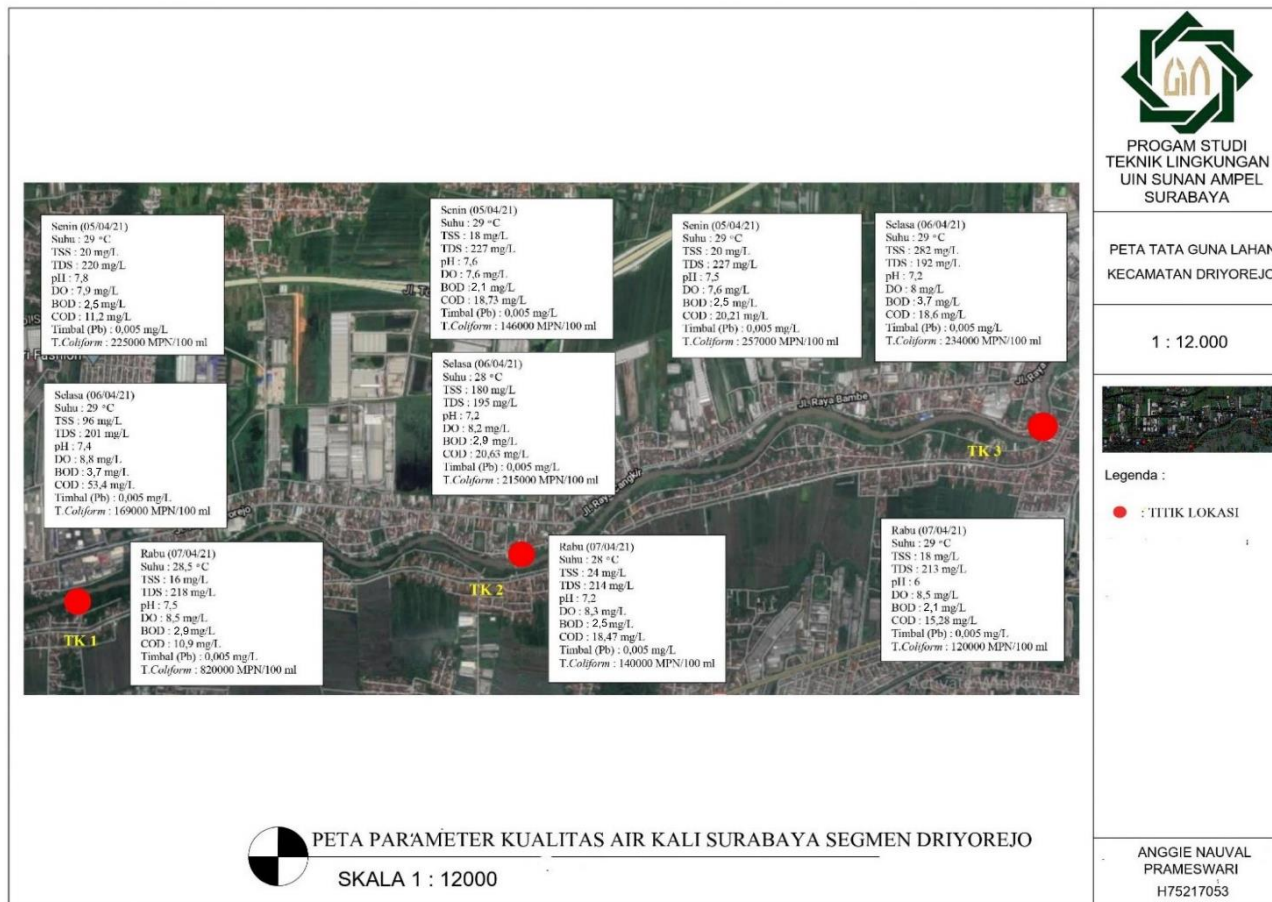 Senin (05/04/21)
Suhu : 29 °C
TSS : 20 mg/L
TDS : 220 mg/L
pH : 7,8
DO : 7,9 mg/L
BOD : 2,5 mg/L
COD : 11,2 mg/L
Timbal (Pb) : 0,005 mg/L
T.Coliform : 225000 MPN/100 ml
Senin (05/04/21)
Suhu : 29 °C
TSS : 18 mg/L
TDS : 227 mg/L
pH : 7,6
DO : 7,6 mg/L
BOD : 2,1 mg/L
COD : 18,73 mg/L
Timbal (Pb) : 0,005 mg/L
T.Coliform : 146000 MPN/100 ml
Senin (05/04/21)
Suhu : 29 °C
TSS : 20 mg/L
TDS : 227 mg/L
pH : 7,5
DO : 7,6 mg/L
BOD : 2,5 mg/L
COD : 20,21 mg/L
Timbal (Pb) : 0,005 mg/L
T.Coliform : 257000 MPN/100 ml
Selasa (06/04/21)
Suhu : 29 °C
TSS : 282 mg/L
TDS : 192 mg/L
pH : 7,2
DO : 8 mg/L
BOD : 3,7 mg/L
COD : 18,6 mg/L
Timbal (Pb) : 0,005 mg/L
T.Coliform : 234000 MPN/100 ml
Fashion
Selasa (06/04/21)
Suhu : 29 °C
TSS : 96 mg/L
TDS : 201 mg/L
pH : 7,4
DO : 8,8 mg/L
BOD : 3,7 mg/L
COD : 53,4 mg/L
Timbal (Pb) : 0,005 mg/L
T.Coliform : 169000 MPN/100 ml
Selasa (06/04/21)
Suhu : 28 °C
TSS : 180 mg/L
TDS : 195 mg/L
pH : 7,2
DO : 8,2 mg/L
BOD : 2,9 mg/L
COD : 20,63 mg/L
Timbal (Pb) : 0,005 mg/L
T.Coliform : 215000 MPN/100 ml
Jl. Raya
Jl. Raya Bambe
TK 3
Jl. Raya Cangkir
Rabu (07/04/21)
Suhu : 28,5 °C
TSS : 16 mg/L
TDS : 218 mg/L
pH : 7,5
DO : 8,5 mg/L
BOD : 2,9 mg/L
COD : 10,9 mg/L
Timbal (Pb) : 0,005 mg/L
T.Coliform : 820000 MPN/100 ml
TK 1
TK 2
Rabu (07/04/21)
Suhu : 28 °C
TSS : 24 mg/L
TDS : 214 mg/L
pH : 7,2
DO : 8,3 mg/L
BOD : 2,5 mg/L
COD : 18,47 mg/L
Timbal (Pb) : 0,005 mg/L
T.Coliform : 140000 MPN/100 ml
Rabu (07/04/21)
Suhu : 29 °C
TSS : 18 mg/L
TDS : 213 mg/L
pH : 6
DO : 8,5 mg/L
BOD : 2,1 mg/L
COD : 15,28 mg/L
Timbal (Pb) : 0,005 mg/L
T.Coliform : 120000 MPN/100 ml
Activate Windows
PETA PARAMETER KUALITAS AIR KALI SURABAYA SEGMEN DRIYOREJO
SKALA 1 : 12000
PROGAM STUDI
TEKNIK LINGKUNGAN
UIN SUNAN AMPEL
SURABAYA
PETA TATA GUNA LAHAN
KECAMATAN DRIYOREJO
1 : 12.000
Legenda :
: TITIK LOKASI
ANGGIE NAUVAL
PRAMESWARI
H75217053